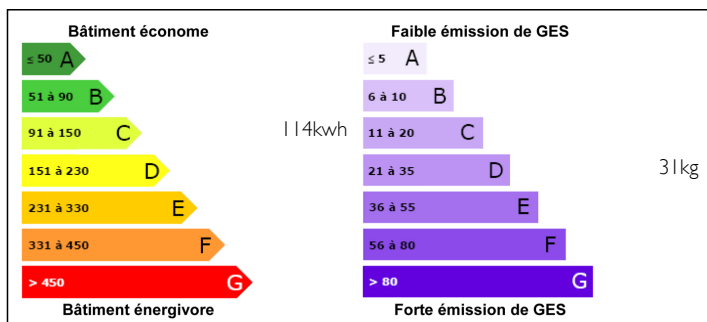 Bâtiment économe
≤ 50 A
51 à 90 B
91 à 150 C
151 à 230 D
231 à 330 E
331 à 450 F
> 450 G
Bâtiment énergivore
114kwh
Faible émission de GES
≤ 5 A
6 à 10 B
11 à 20 C
21 à 35 D
36 à 55 E
56 à 80 F
> 80 G
Forte émission de GES
31kg